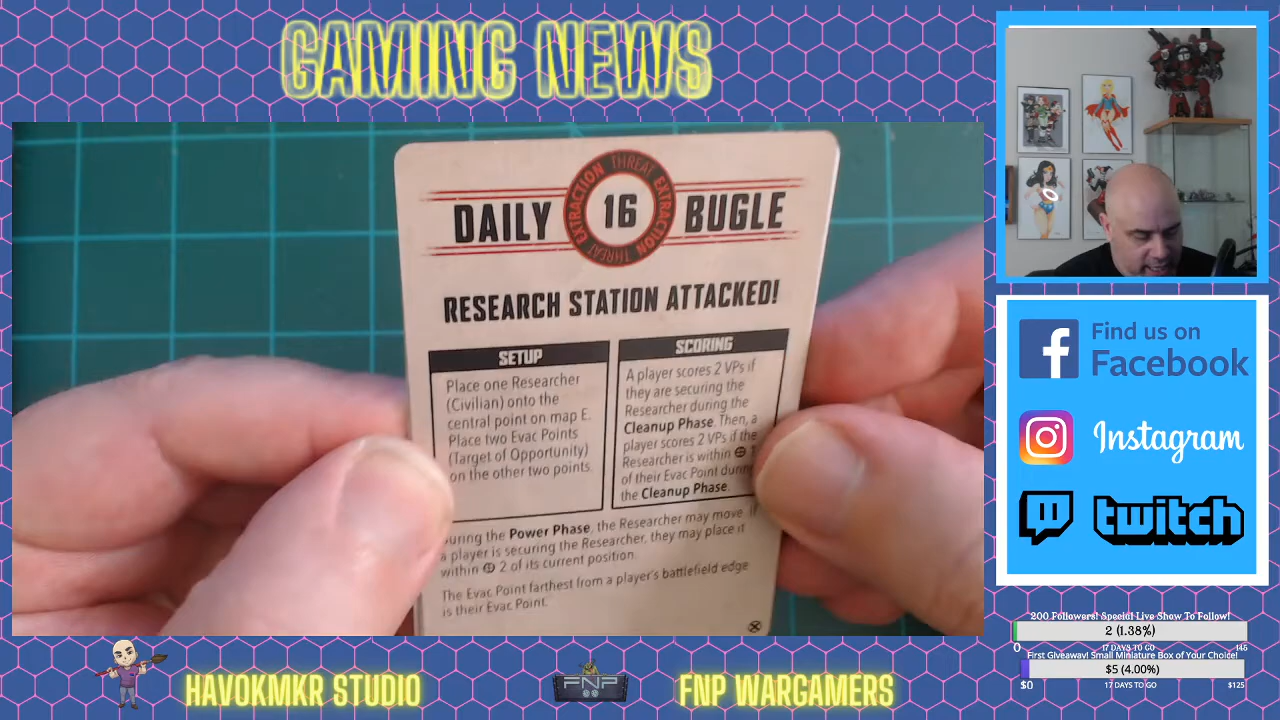 GAMING NEWS
DAILY 16 BUGLE
EXTRACTION THREAT EXTRACTION THREAT
RESEARCH STATION ATTACKED!
SETUP
Place one Researcher
(Civilian) onto the
central point on map E.
Place two Evac Points
(Target of Opportunity)
on the other two points.
SCORING
A player scores 2 VPs if
they are securing the
Researcher during the
Cleanup Phase. Then, a
player scores 2 VPs if the
Researcher is within
of their Evac Point during
the Cleanup Phase.
the Power Phase, the Researcher may move. If
a player is securing the Researcher, they may place it
within 2 of its current position.
The Evac Point farthest from a player's battlefield edge
is their Evac Point.
Find us on
Facebook
Instagram
twitch
200 Followers! Special Live Show To Follow!
2 (1.38%)
0 17 DAYS TO GO 145
First Giveaway! Small Miniature Box of Your Choice!
$5 (4.00%)
$0 17 DAYS TO GO $125
HAVOKMKR STUDIO
FNP
FNP WARGAMERS